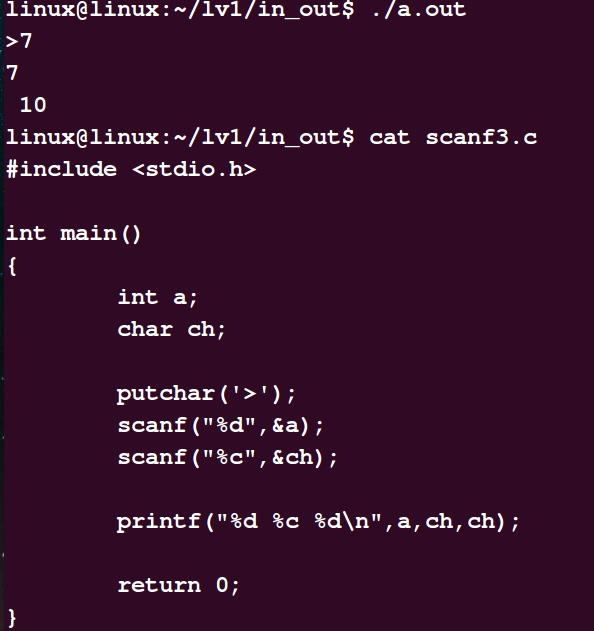 linux@linux:~/lv1/in_out$ ./a.out
>7
7
 10
linux@linux:~/lv1/in_out$ cat scanf3.c
#include <stdio.h>

int main()
{
        int a;
        char ch;

        putchar('>');
        scanf("%d",&a);
        scanf("%c",&ch);

        printf("%d %c %d\n",a,ch,ch);

        return 0;
}